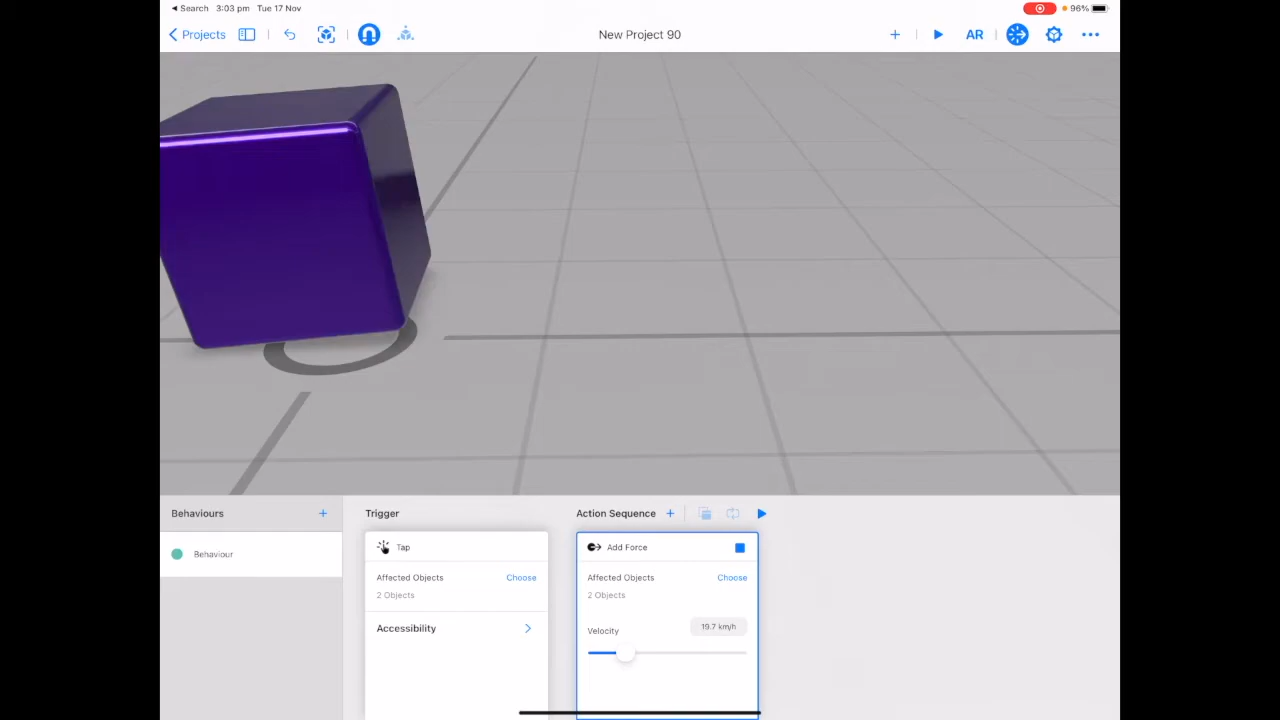 Search 3:03 pm Tue 17 Nov 96%
Projects New Project 90 AR
Behaviours Trigger Action Sequence
Behaviour Tap Add Force
Affected Objects Choose Affected Objects Choose
2 Objects 2 Objects
Accessibility Velocity 19.7 km/h